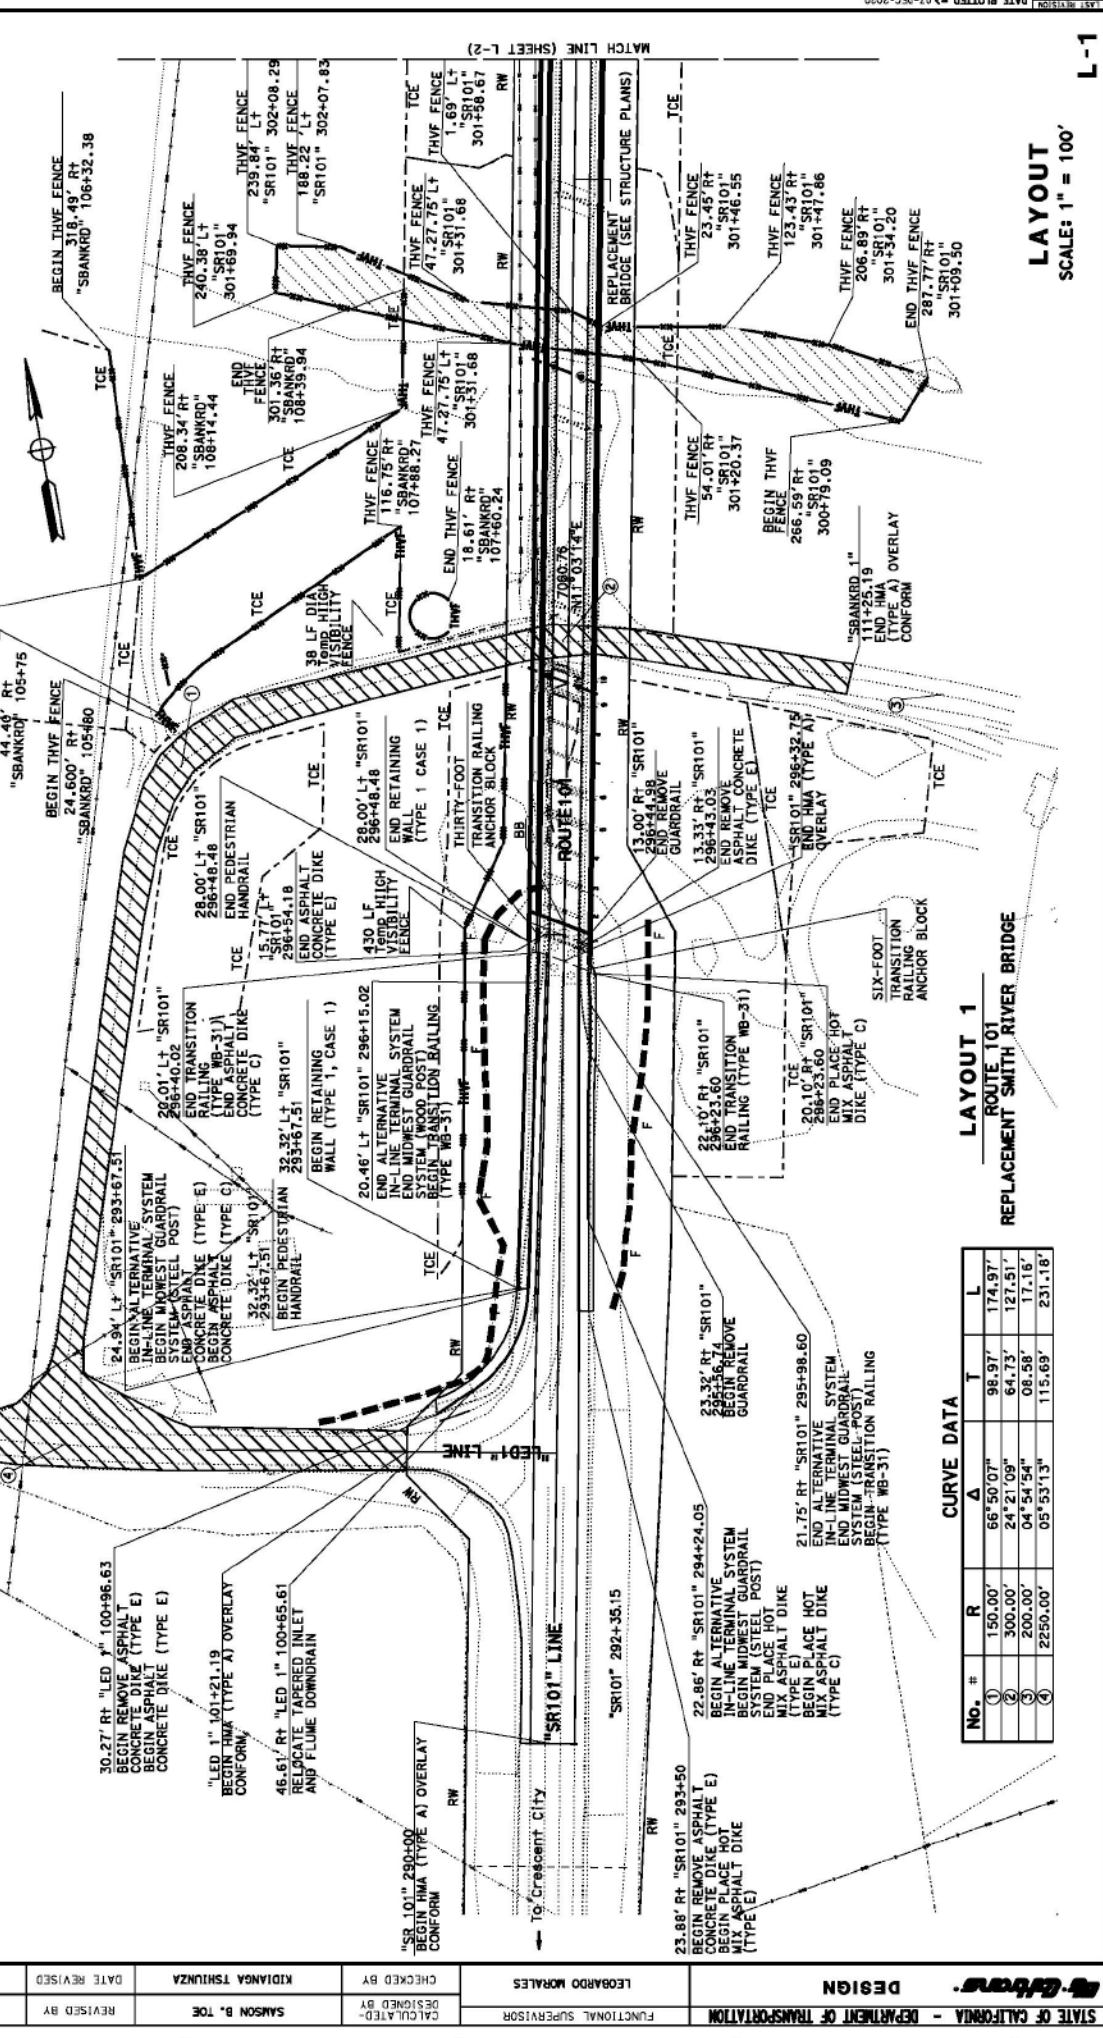 LAST REVISION
DATE PLOTTED => 07-DEC-2020
L-1
MATCH LINE (SHEET L-2)
LAYOUT
SCALE: 1" = 100'
BEGIN THVF FENCE
318.49' Rt
"SBANKRD" 106+32.38
THVF FENCE
240.38' Lt
"SR101"
301+69.94
THVF FENCE
239.84' Lt
"SR101" 302+08.29
THVF FENCE
188.22' Lt
"SR101" 302+07.83
TCE
THVF FENCE
1.69' Lt
"SR101"
301+58.67
RW
THVF FENCE
47.27.75'Lt
"SR101"
301+31.68
RW
REPLACEMENT
BRIDGE (SEE STRUCTURE PLANS)
TCE
THVF FENCE
23.45'Rt
"SR101"
301+46.55
THVF FENCE
123.43'Rt
"SR101"
301+47.86
THVF FENCE
206.89'Rt
"SR101"
301+34.20
END THVF FENCE
287.77'Rt
"SR101"
301+09.50
TCE
THVF FENCE
208.34'Rt
"SBANKRD"
108+14.44
END
THVF
FENCE
301.36'Rt
"SBANKRD"
108+39.94
THVF FENCE
116.75'Rt
"SBANKRD"
107+88.27
THVF FENCE
47.27.75'Lt
"SR101"
301+31.68
END THVF FENCE
18.61' Rt
"SBANKRD"
107+60.24
THVF FENCE
54.01'Rt
"SR101"
301+20.37
BEGIN THVF
FENCE
266.59'Rt
"SR101"
300+79.09
"SBANKRD 1"
111+25.19
END HMA
(TYPE A) OVERLAY
CONFORM
38 LF DIA
Temp HIIGH
VISIBILITY
FENCE
7060.76
N11°03'14"E
44.40' Rt
"SBANKRD" 105+75
BEGIN THVF FENCE
24.600' Rt
"SBANKRD" 105+80
28.00' Lt "SR101"
296+48.48
END PEDESTRIAN
HANDRAIL
15.77' Lt
"SR101"
296+54.18
END ASPHALT
CONCRETE DIKE
(TYPE E)
28.00' Lt "SR101"
296+48.48
END RETAINING
WALL
(TYPE 1 CASE 1)
430 LF
Temp HIIGH
VISIBILITY
FENCE
THIRTY-FOOT
TRANSITION RAILING
ANCHOR BLOCK
BB
ROUTE 101
13.00' Rt "SR101"
296+44.98
END REMOVE
GUARDRAIL
13.33' Rt "SR101"
296+43.03
END REMOVE
ASPHALT CONCRETE
DIKE (TYPE E)
"SR101" 296+32.75
END HMA (TYPE A)
OVERLAY
SIX-FOOT
TRANSITION
RAILING
ANCHOR BLOCK
20.01' Lt "SR101"
296+40.02
END TRANSITION
RAILING
(TYPE WB-31)
END ASPHALT
CONCRETE DIKE
(TYPE C)
32.32' Lt "SR101"
293+67.51
BEGIN RETAINING
WALL (TYPE 1, CASE 1)
20.46' Lt "SR101" 296+15.02
END ALTERNATIVE
IN-LINE TERMINAL SYSTEM
END MIDWEST GUARDRAIL
SYSTEM (WOOD POST)
BEGIN TRANSITION RAILING
(TYPE WB-31)
22.10' Rt "SR101"
296+23.60
END TRANSITION
RAILING (TYPE WB-31)
20.10' Rt "SR101"
296+23.60
END PLACE HOT
MIX ASPHALT
DIKE (TYPE C)
24.94' Lt "SR101" 293+67.51
BEGIN ALTERNATIVE
IN-LINE TERMINAL SYSTEM
BEGIN MIDWEST GUARDRAIL
SYSTEM (STEEL POST)
END ASPHALT
CONCRETE DIKE (TYPE E)
BEGIN ASPHALT
CONCRETE DIKE (TYPE C)
32.32' Lt "SR101"
293+67.51
BEGIN PEDESTRIAN
HANDRAIL
23.32' Rt "SR101"
295+56.74
BEGIN REMOVE
GUARDRAIL
21.75' Rt "SR101" 295+98.60
END ALTERNATIVE
IN-LINE TERMINAL SYSTEM
END MIDWEST GUARDRAIL
SYSTEM (STEEL POST)
BEGIN TRANSITION RAILING
(TYPE WB-31)
"LED1" LINE
LAYOUT 1
ROUTE 101
REPLACEMENT SMITH RIVER BRIDGE
30.27' Rt "LED 1" 100+96.63
BEGIN REMOVE ASPHALT
CONCRETE DIKE (TYPE E)
BEGIN ASPHALT
CONCRETE DIKE (TYPE E)
"LED 1" 101+21.19
BEGIN HMA (TYPE A) OVERLAY
CONFORM
46.61' Rt "LED 1" 100+65.61
RELOCATE TAPERED INLET
AND FLUME DOWNDRAIN
"SR 101" 290+00
BEGIN HMA (TYPE A) OVERLAY
CONFORM
To Crescent City
"SR101" LINE
"SR101" 292+35.15
22.86' Rt "SR101" 294+24.05
BEGIN ALTERNATIVE
IN-LINE TERMINAL SYSTEM
BEGIN MIDWEST GUARDRAIL
SYSTEM (STEEL POST)
END PLACE HOT
MIX ASPHALT DIKE
(TYPE E)
BEGIN PLACE HOT
MIX ASPHALT DIKE
(TYPE C)
23.88' Rt "SR101" 293+50
BEGIN REMOVE ASPHALT
CONCRETE DIKE (TYPE E)
BEGIN PLACE HOT
MIX ASPHALT DIKE
(TYPE E)
CURVE DATA
No. # R Δ T L
① 150.00' 66°50'07" 98.97' 174.97'
② 300.00' 24°21'09" 64.73' 127.51'
③ 200.00' 04°54'54" 08.58' 17.16'
④ 2250.00' 05°53'13" 115.69' 231.18'
STATE OF CALIFORNIA - DEPARTMENT OF TRANSPORTATION
Caltrans
DESIGN
FUNCTIONAL SUPERVISOR
LEOBARDO MORALES
CALCULATED-
DESIGNED BY
CHECKED BY
SAMSON B. TOE
KIDIANGA TSHIUNZA
REVISED BY
DATE REVISED